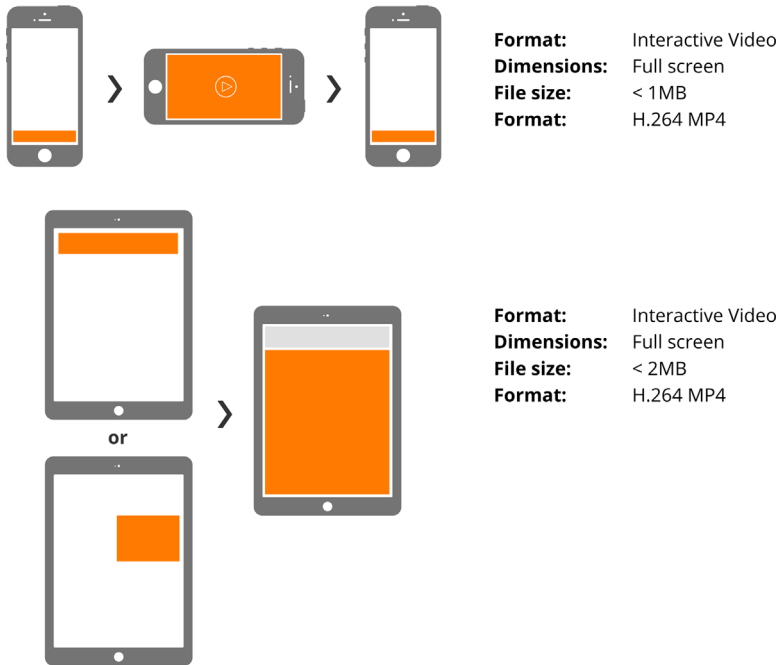 Format: Interactive Video
Dimensions: Full screen
File size: < 1MB
Format: H.264 MP4
or
Format: Interactive Video
Dimensions: Full screen
File size: < 2MB
Format: H.264 MP4